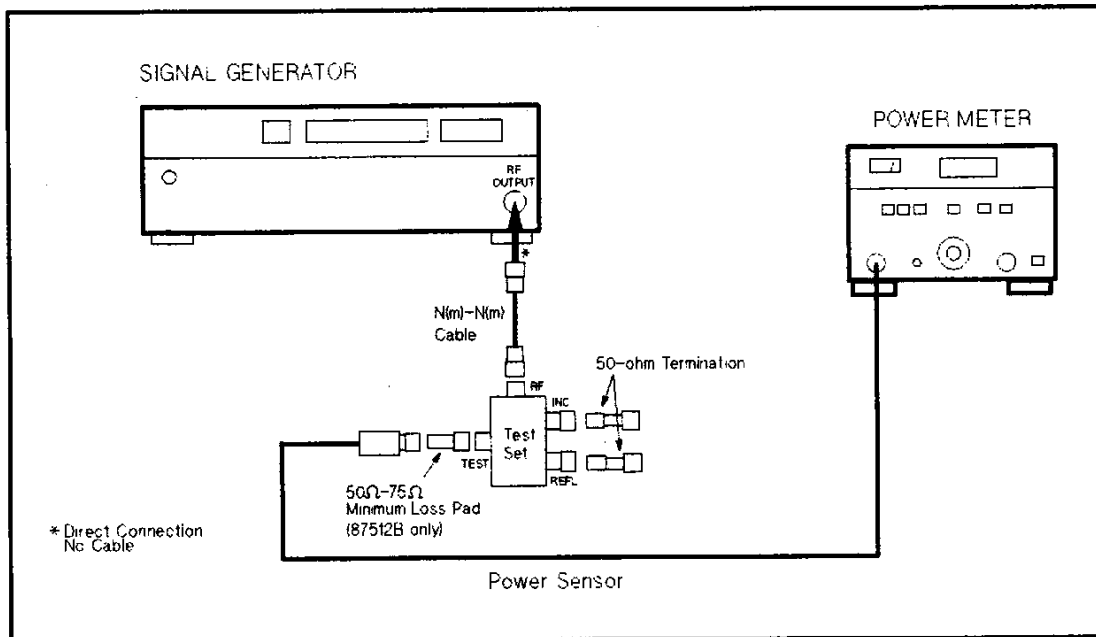 SIGNAL GENERATOR
POWER METER
RF
OUTPUT
*
N(m)-N(m)
Cable
50-ohm Termination
RF
INC
Test
Set
TEST
REFL
50Ω-75Ω
Minimum Loss Pad
(87512B only)
* Direct Connection
No Cable
Power Sensor